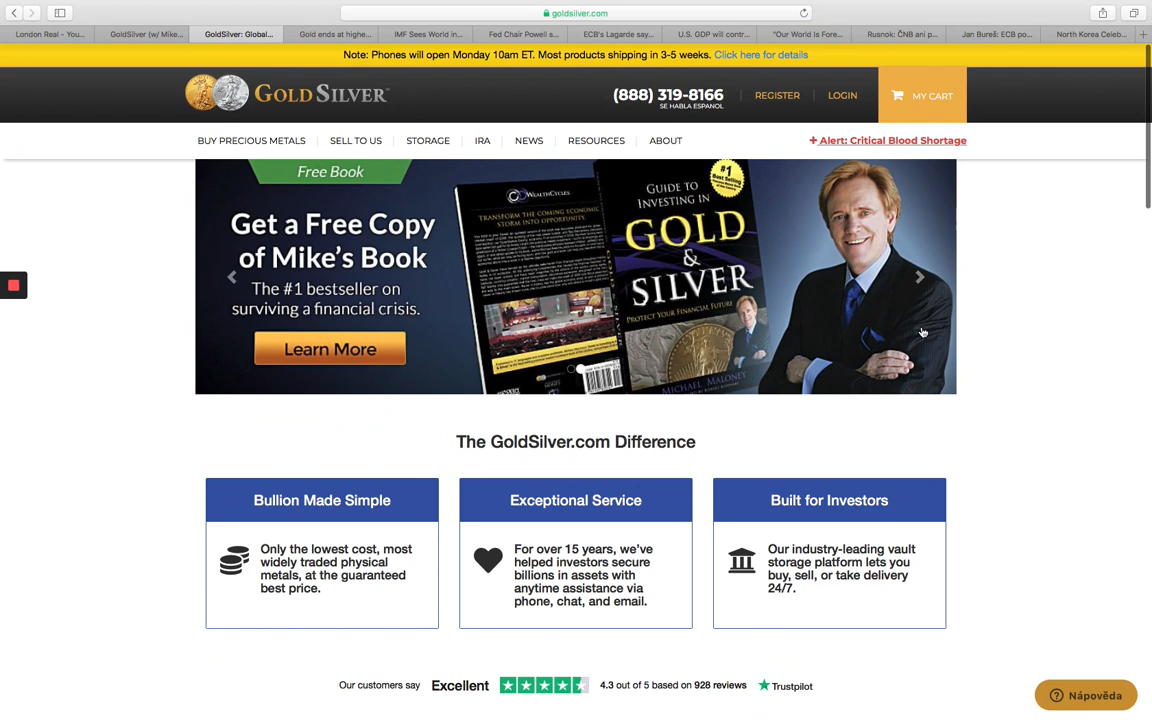 goldsilver.com
London Real - You...
GoldSilver (w/ Mike...
GoldSilver: Global...
Gold ends at highe...
IMF Sees World in...
Fed Chair Powell s...
ECB's Lagarde say...
U.S. GDP will contr...
"Our World Is Fore...
Rusnok: ČNB ani p...
Jan Bureš: ECB po...
North Korea Celeb...
Note: Phones will open Monday 10am ET. Most products shipping in 3-5 weeks. Click here for details
GOLDSILVER
(888) 319-8166
SE HABLA ESPANOL
REGISTER
LOGIN
MY CART
BUY PRECIOUS METALS
SELL TO US
STORAGE
IRA
NEWS
RESOURCES
ABOUT
+ Alert: Critical Blood Shortage
Free Book
Get a Free Copy
of Mike's Book
The #1 bestseller on
surviving a financial crisis.
Learn More
WEALTHCYCLES
TRANSFORM THE COMING ECONOMIC
STORM INTO OPPORTUNITY.
#1
Best Selling
GUIDE TO
INVESTING IN
GOLD
&
SILVER
PROTECT YOUR FINANCIAL FUTURE
MICHAEL MALONEY
The GoldSilver.com Difference
Bullion Made Simple
Only the lowest cost, most
widely traded physical
metals, at the guaranteed
best price.
Exceptional Service
For over 15 years, we've
helped investors secure
billions in assets with
anytime assistance via
phone, chat, and email.
Built for Investors
Our industry-leading vault
storage platform lets you
buy, sell, or take delivery
24/7.
Our customers say Excellent 4.3 out of 5 based on 928 reviews Trustpilot
Nápověda